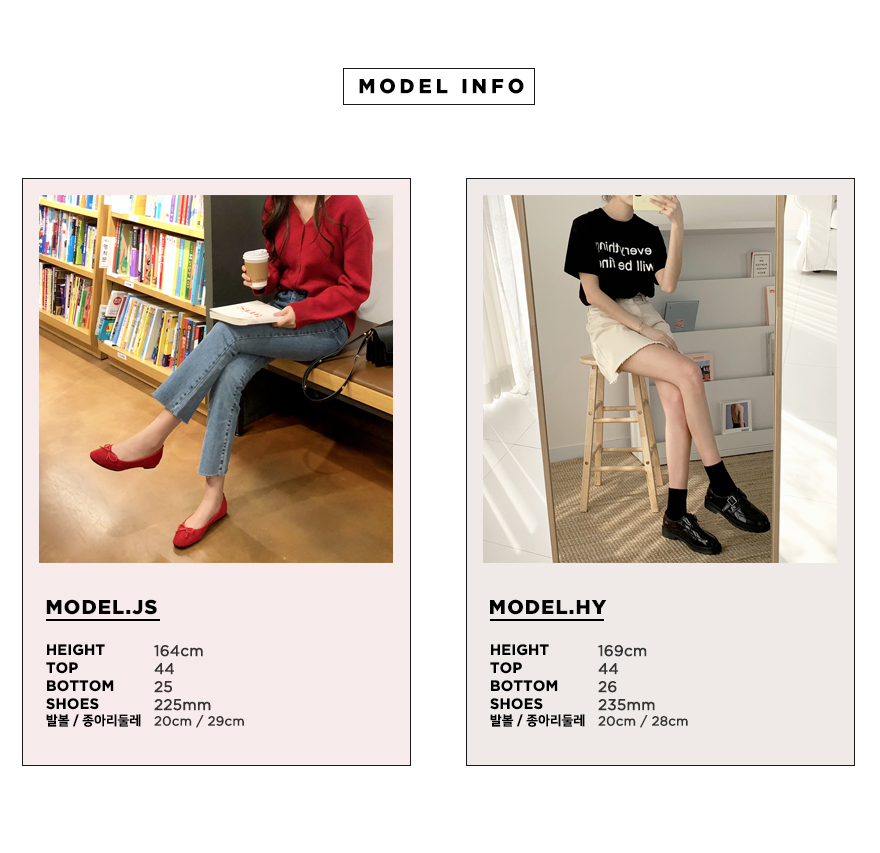 MODEL INFO
everything
will be fine
MODEL.JS
HEIGHT 164cm
TOP 44
BOTTOM 25
SHOES 225mm
발볼 / 종아리둘레 20cm / 29cm
MODEL.HY
HEIGHT 169cm
TOP 44
BOTTOM 26
SHOES 235mm
발볼 / 종아리둘레 20cm / 28cm